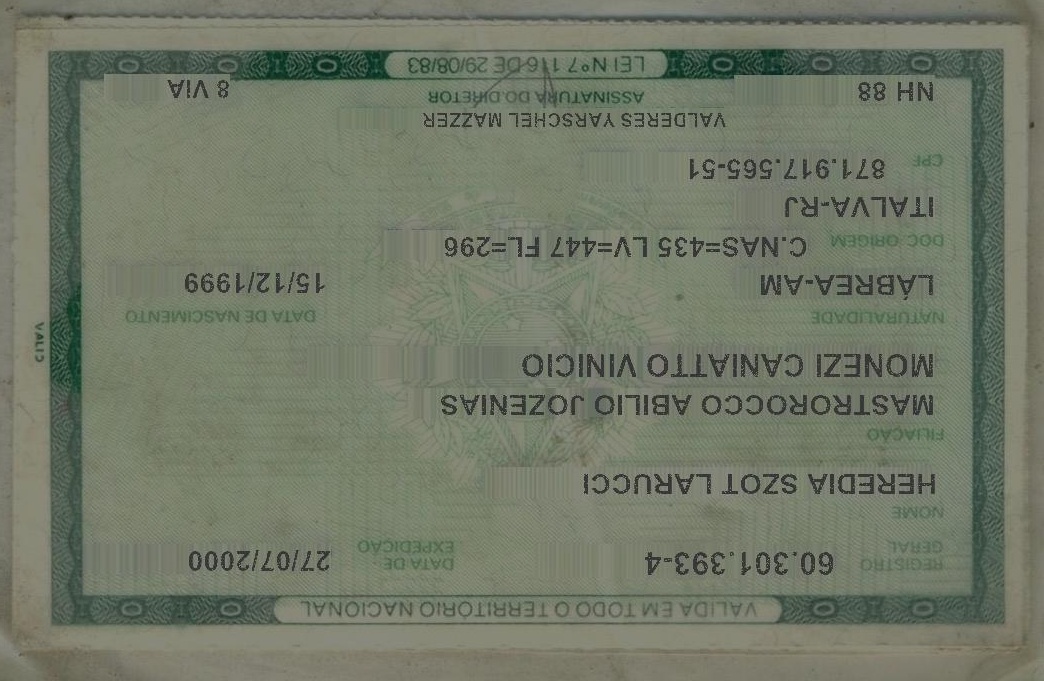 VÁLIDA EM TODO O TERRITÓRIO NACIONAL
REGISTRO GERAL 60.301.393-4 DATA DE EXPEDIÇÃO 27/07/2000
NOME
HEREDIA SZOT LARUCCI
FILIAÇÃO
MASTROROCCO ABILIO JOZENIAS
MONEZI CANIATTO VINICIO
NATURALIDADE DATA DE NASCIMENTO
LÁBREA-AM 15/12/1999
DOC ORIGEM C.NAS=435 LV=447 FL=296
ITALVA-RJ
CPF 871.917.565-51
VALDERES YARSCHEL MAZZER
NH 88 ASSINATURA DO DIRETOR 8 VIA
LEI Nº 7.116 DE 29/08/83